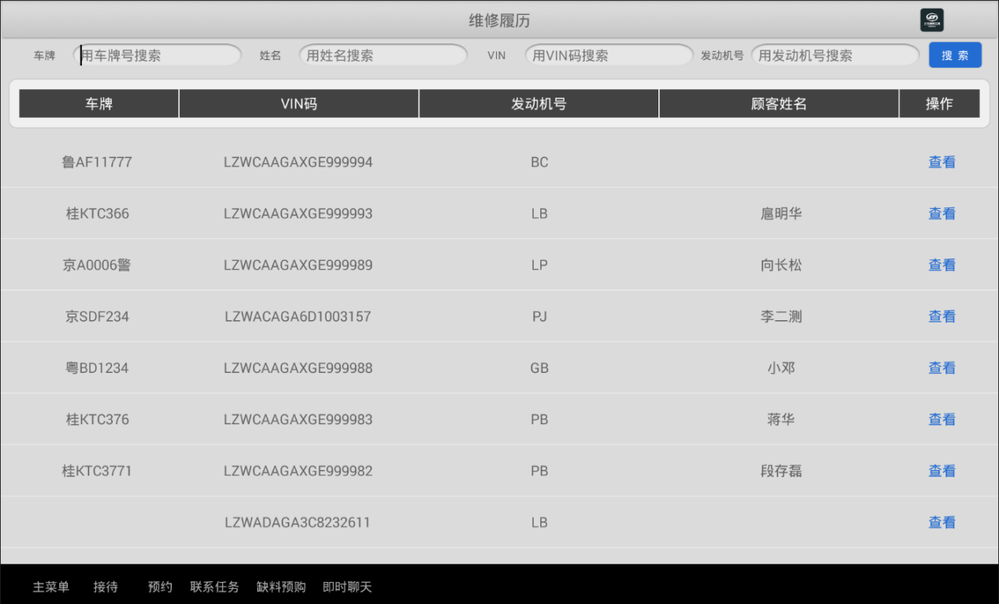 维修履历
车牌 用车牌号搜索 姓名 用姓名搜索 VIN 用VIN码搜索 发动机号 用发动机号搜索 搜 索
车牌 VIN码 发动机号 顾客姓名 操作
鲁AF11777 LZWCAAGAXGE999994 BC 查看
桂KTC366 LZWCAAGAXGE999993 LB 扈明华 查看
京A0006警 LZWCAAGAXGE999989 LP 向长松 查看
京SDF234 LZWACAGA6D1003157 PJ 李二测 查看
粤BD1234 LZWCAAGAXGE999988 GB 小邓 查看
桂KTC376 LZWCAAGAXGE999983 PB 蒋华 查看
桂KTC3771 LZWCAAGAXGE999982 PB 段存磊 查看
LZWADAGA3C8232611 LB 查看
主菜单 接待 预约 联系任务 缺料预购 即时聊天